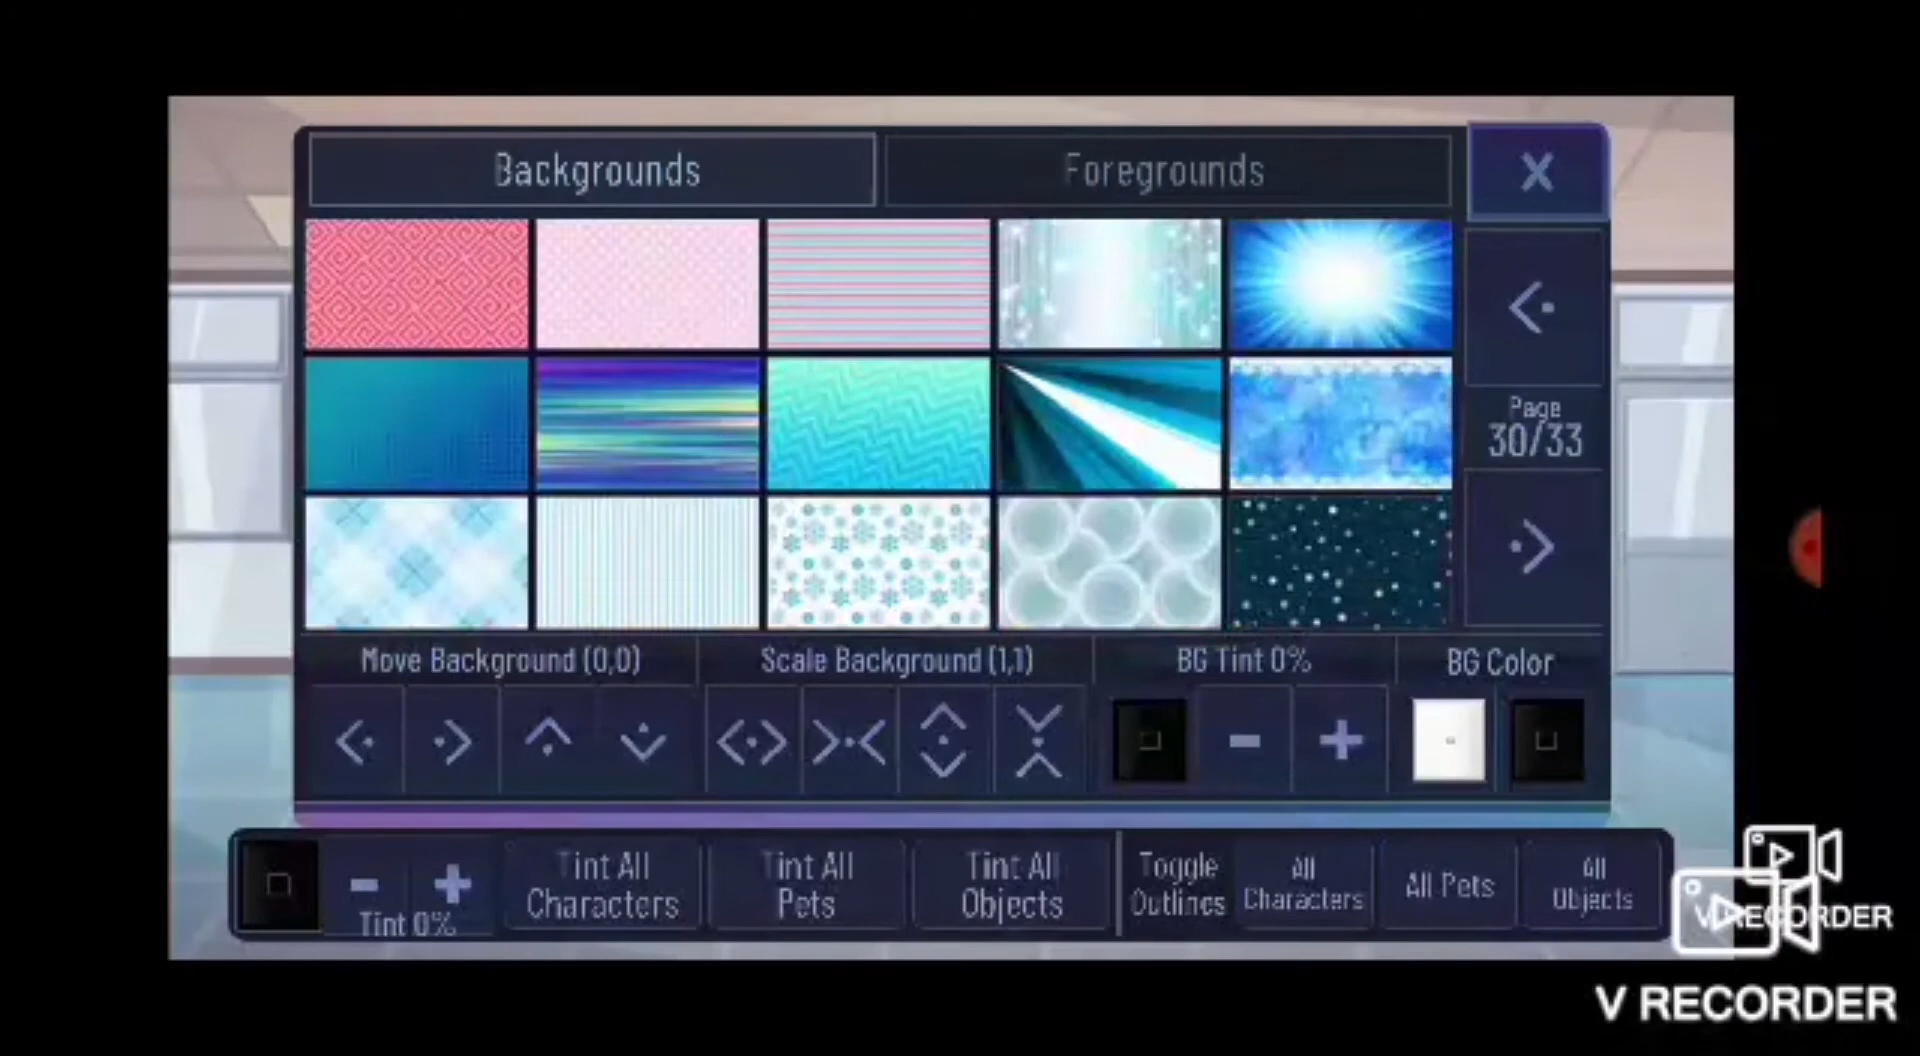 Backgrounds
Foregrounds
X
Page
30/33
Move Background (0,0)
Scale Background (1,1)
BG Tint 0%
BG Color
Tint 0%
Tint All
Characters
Tint All
Pets
Tint All
Objects
Toggle
Outlines
All
Characters
All Pets
All
Objects
V RECORDER
V RECORDER